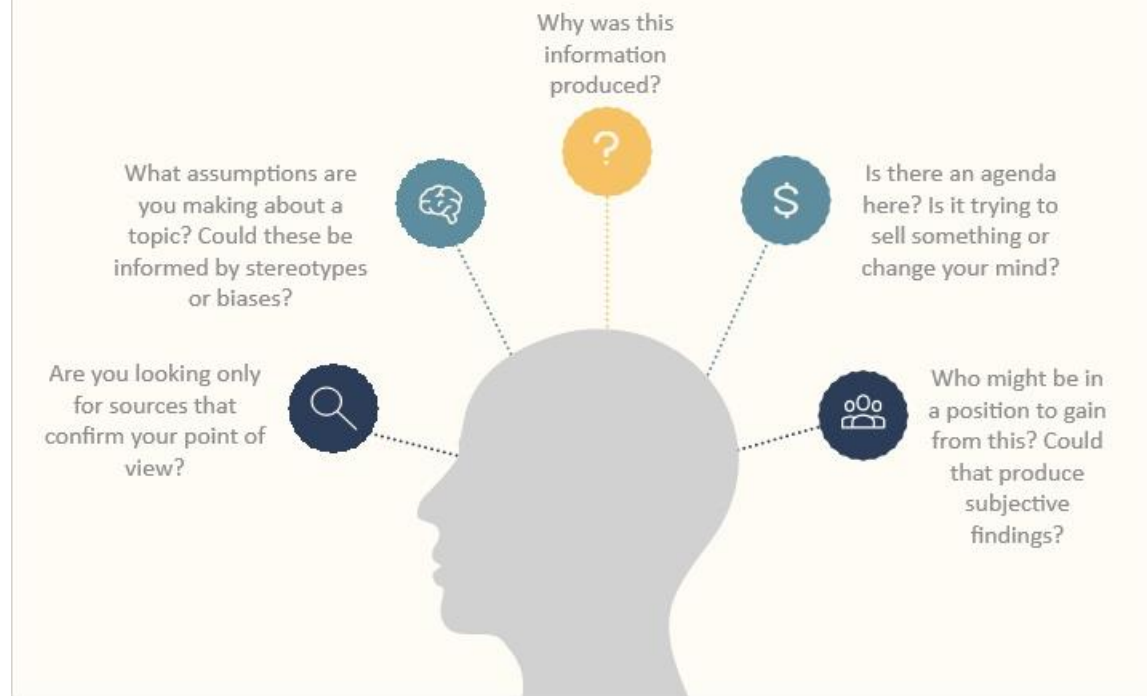 Why was this
information
produced?
What assumptions are
you making about a
topic? Could these be
informed by stereotypes
or biases?
Is there an agenda
here? Is it trying to
sell something or
change your mind?
Are you looking only
for sources that
confirm your point of
view?
Who might be in
a position to gain
from this? Could
that produce
subjective
findings?
?
$